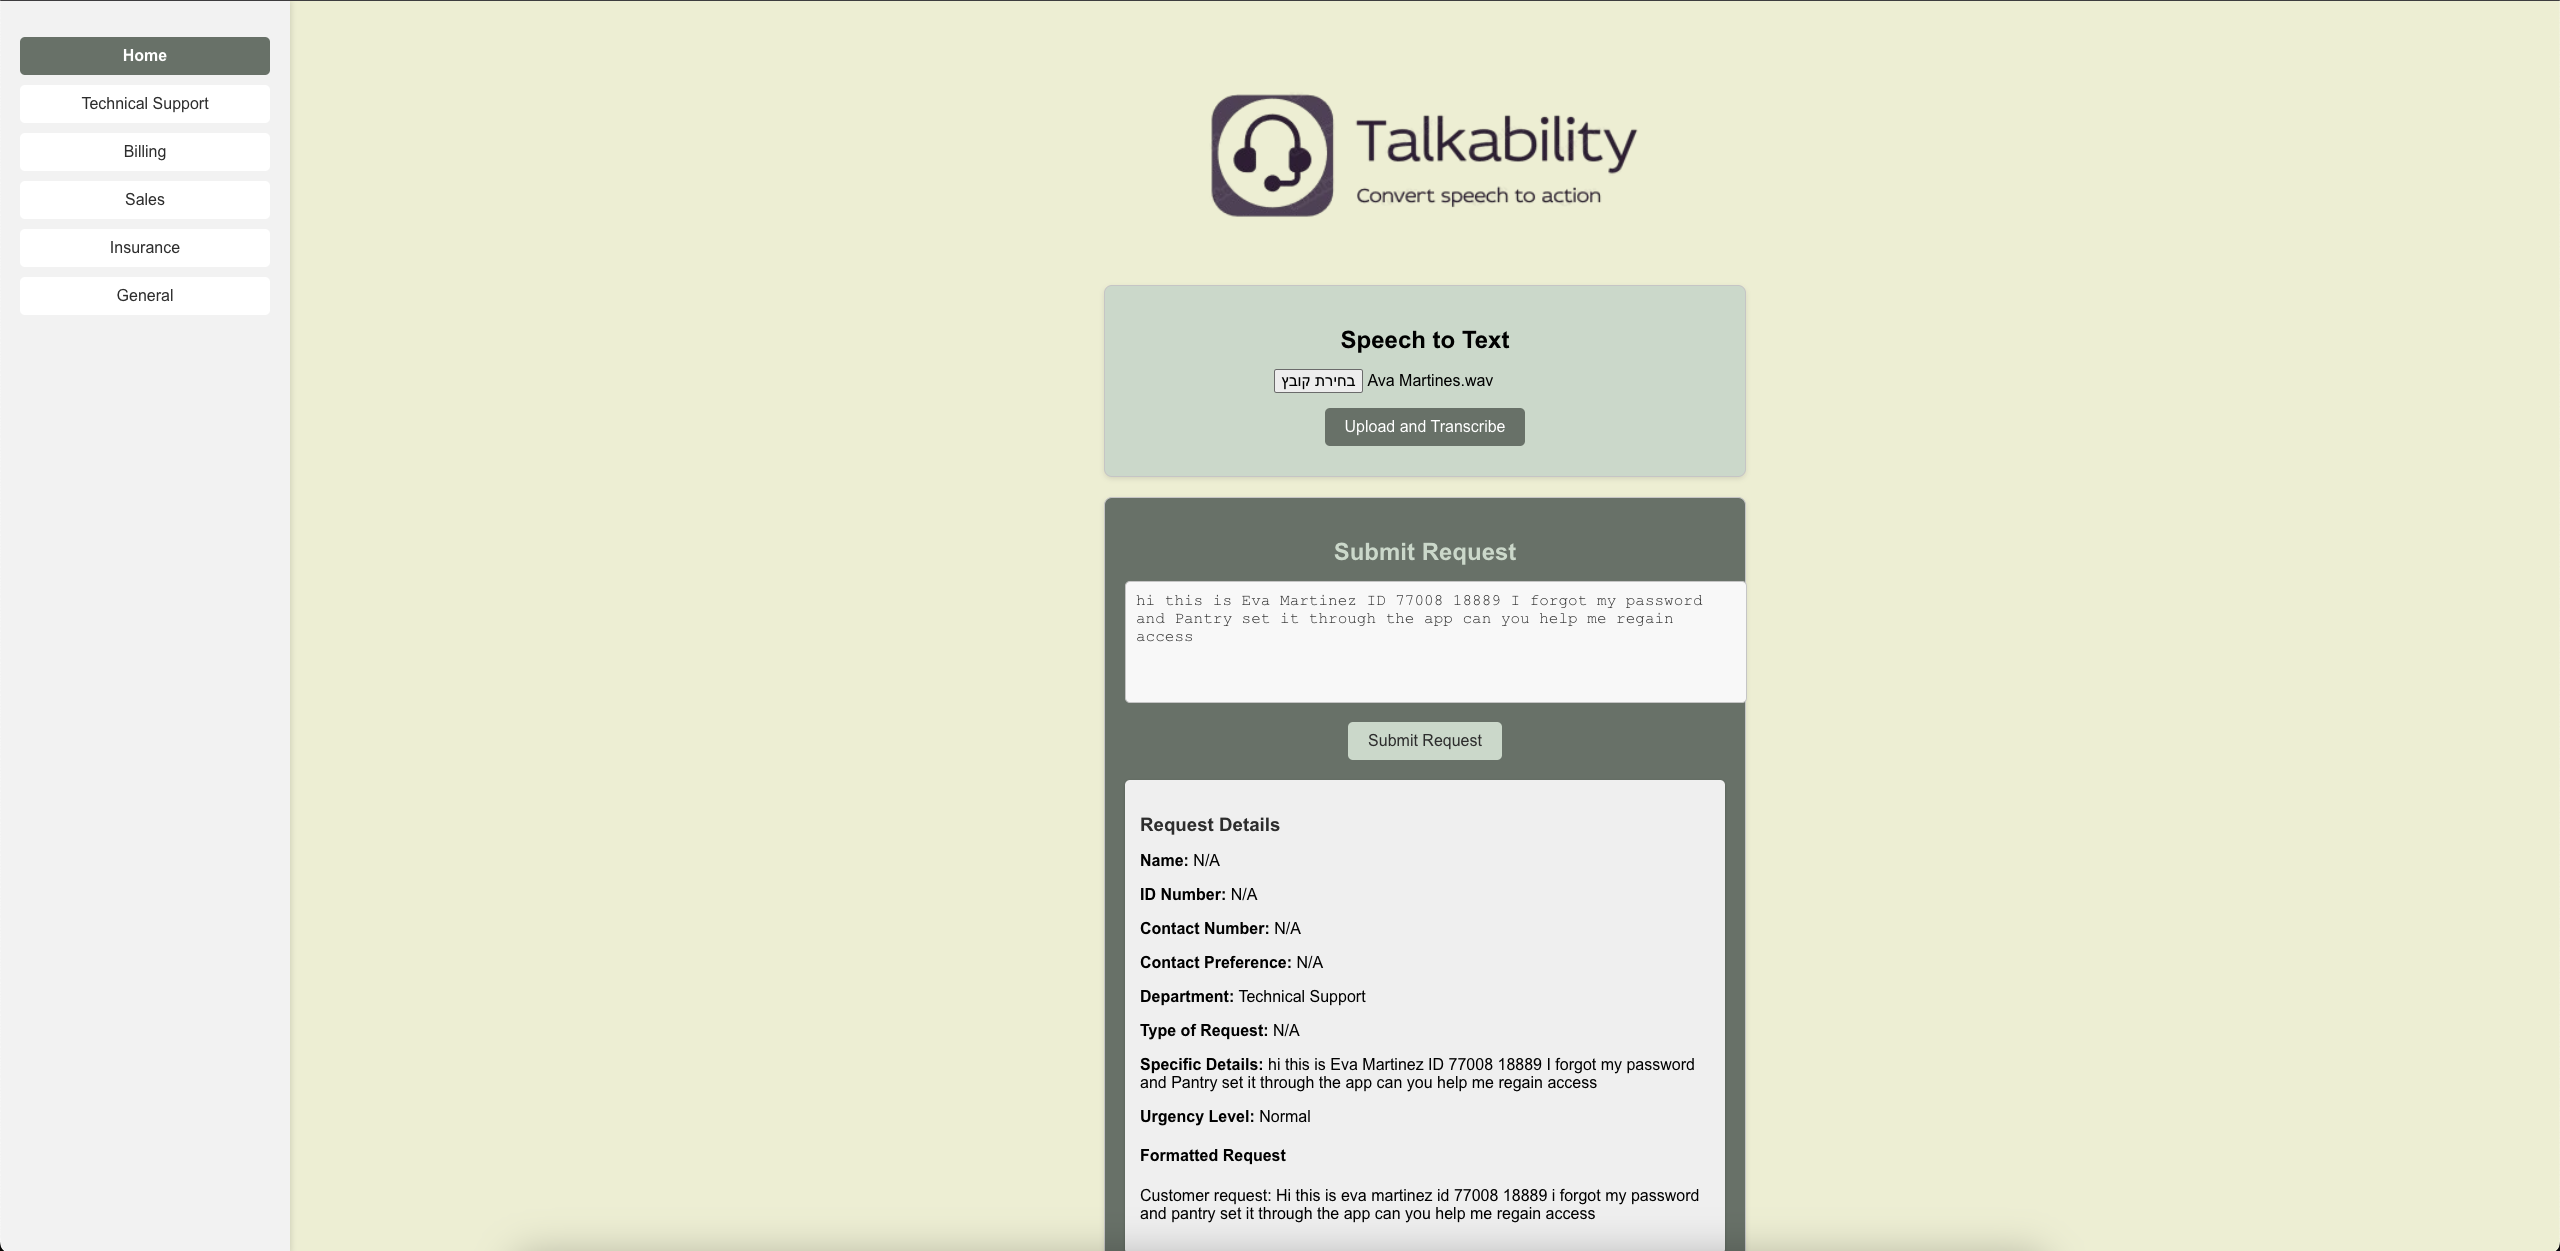 Home
Technical Support
Billing
Sales
Insurance
General
Talkability
Convert speech to action
Speech to Text
בחירת קובץ Ava Martines.wav
Upload and Transcribe
Submit Request
hi this is Eva Martinez ID 77008 18889 I forgot my password
and Pantry set it through the app can you help me regain
access
Submit Request
Request Details
Name: N/A
ID Number: N/A
Contact Number: N/A
Contact Preference: N/A
Department: Technical Support
Type of Request: N/A
Specific Details: hi this is Eva Martinez ID 77008 18889 I forgot my password
and Pantry set it through the app can you help me regain access
Urgency Level: Normal
Formatted Request
Customer request: Hi this is eva martinez id 77008 18889 i forgot my password
and pantry set it through the app can you help me regain access